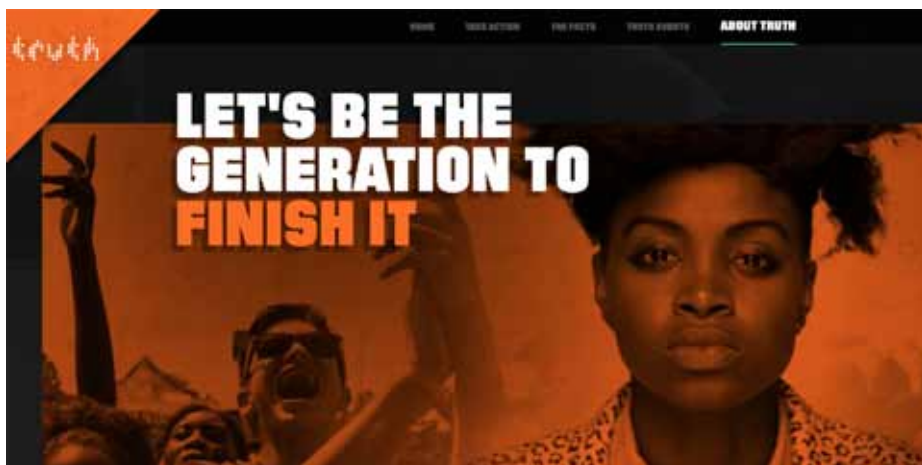 truth
HOME
TAKE ACTION
THE FACTS
TRUTH EVENTS
ABOUT TRUTH
LET'S BE THE
GENERATION TO
FINISH IT